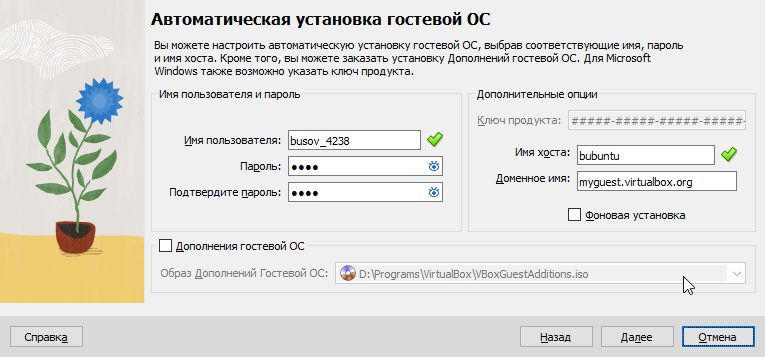 Автоматическая установка гостевой ОС
Вы можете настроить автоматическую установку гостевой ОС, выбрав соответствующие имя, пароль
и имя хоста. Кроме того, вы можете заказать установку Дополнений гостевой ОС. Для Microsoft
Windows также возможно указать ключ продукта.
Имя пользователя и пароль
Имя пользователя: busov_4238
Пароль: ●●●●
Подтвердите пароль: ●●●●
Дополнительные опции
Ключ продукта: #####-#####-#####-#####-
Имя хоста: bubuntu
Доменное имя: myguest.virtualbox.org
Фоновая установка
Дополнения гостевой ОС
Образ Дополнений Гостевой ОС: D:\Programs\VirtualBox\VBoxGuestAdditions.iso
Справка
Назад
Далее
Отмена